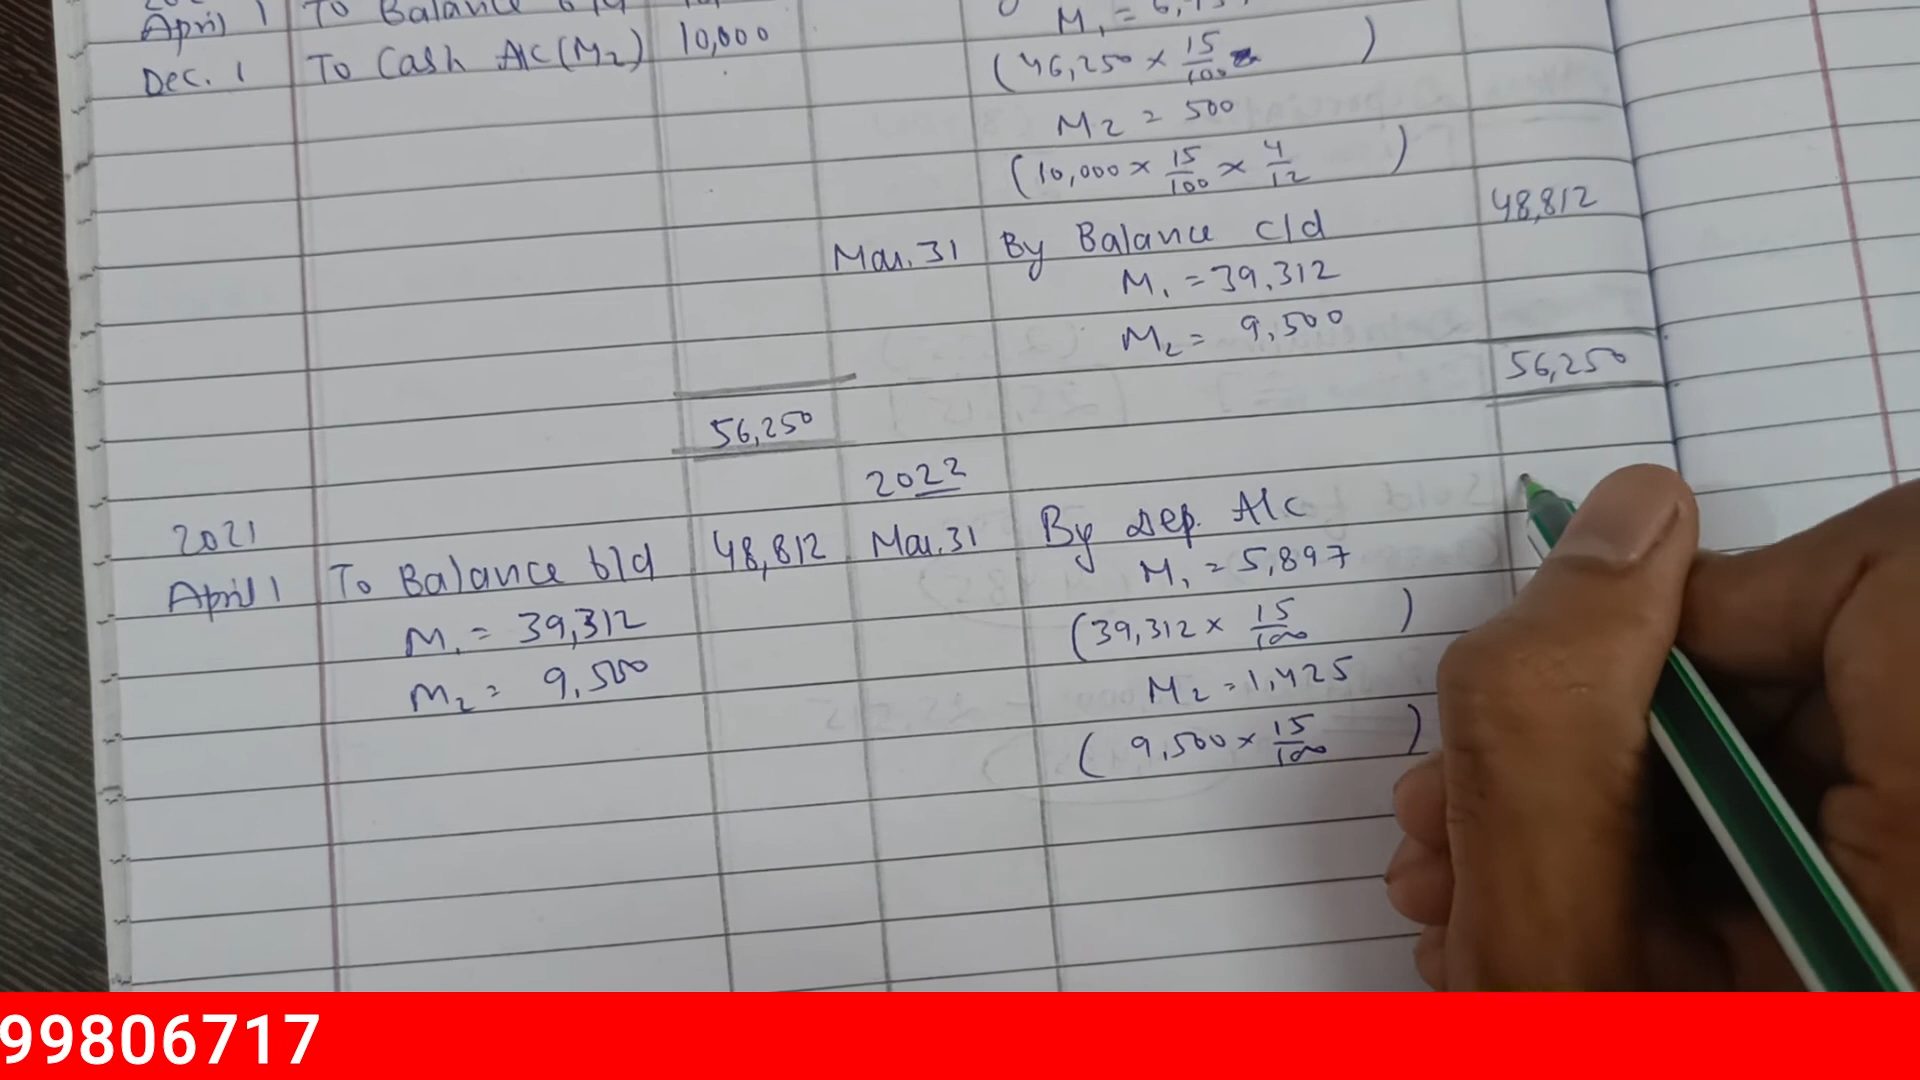 April 1 To Balance b/d
M₁ = 6,
Dec. 1 To Cash A/c (M₂) 10,000
(46,250 × 15/100 )
M₂ = 500
(10,000 × 15/100 × 4/12 )
Mar. 31 By Balance c/d 48,812
M₁ = 39,312
M₂ = 9,500
56,250 56,250
2021 2022
April 1 To Balance b/d 48,812 Mar. 31 By Dep. A/c
M₁ = 39,312 M₁ = 5,897
(39,312 × 15/100 )
M₂ = 9,500 M₂ = 1,425
( 9,500 × 15/100 )
99806717